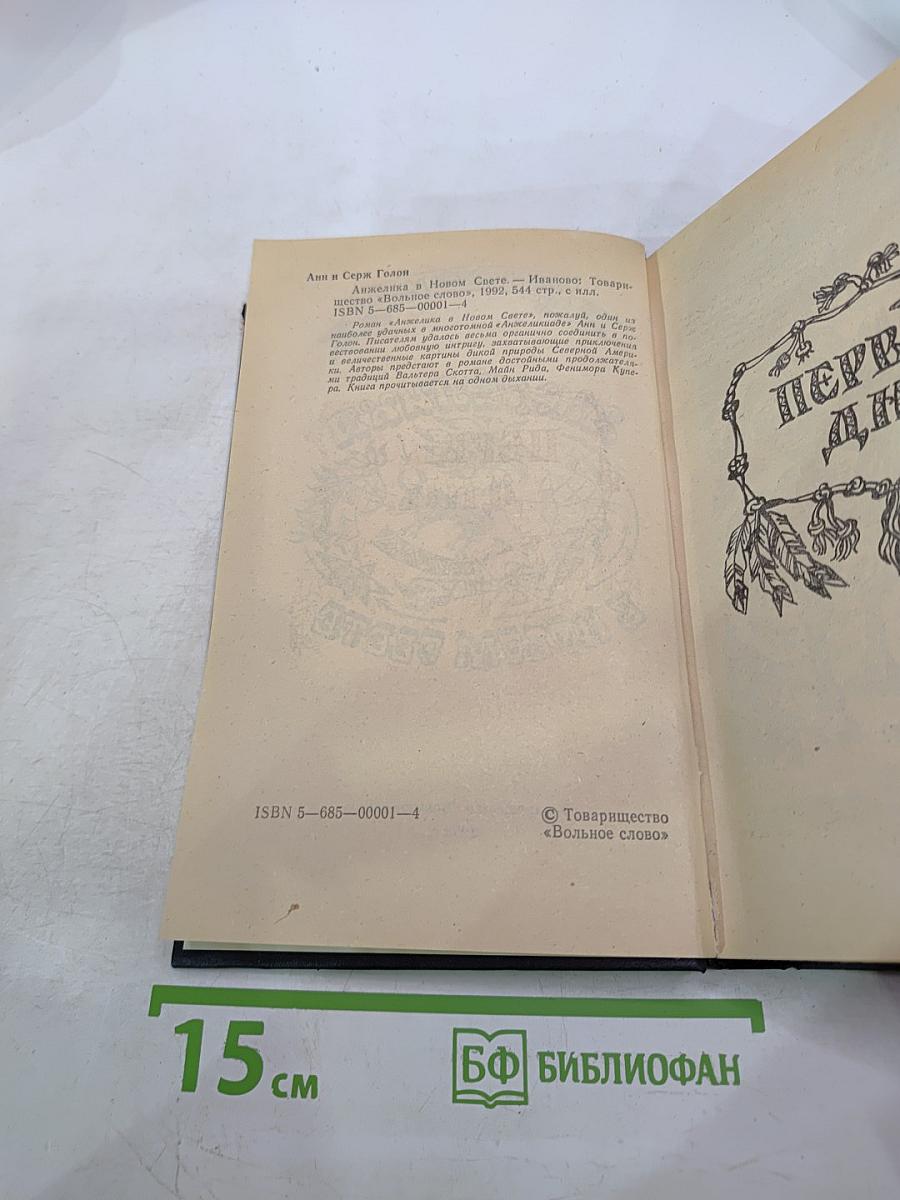 Анн и Серж Голон
Анжелика в Новом Свете. — Иваново: Товари-
щество «Вольное слово», 1992, 544 стр., с илл.
ISBN 5—685—00001—4
Роман «Анжелика в Новом Свете», пожалуй, один из
наиболее удачных в многотомной «Анжеликиаде» Анн и Серж
Голон. Писателям удалось весьма органично соединить в по-
вествовании любовную интригу, захватывающие приключения
и величественные картины дикой природы Северной Амери-
ки. Авторы предстают в романе достойными продолжателя-
ми традиций Вальтера Скотта, Майн Рида, Фенимора Купе-
ра. Книга прочитывается на одном дыхании.
ISBN 5—685—00001—4
© Товарищество
«Вольное слово»
ПЕРВ
ДН
15 см
БФ БИБЛИОФАН